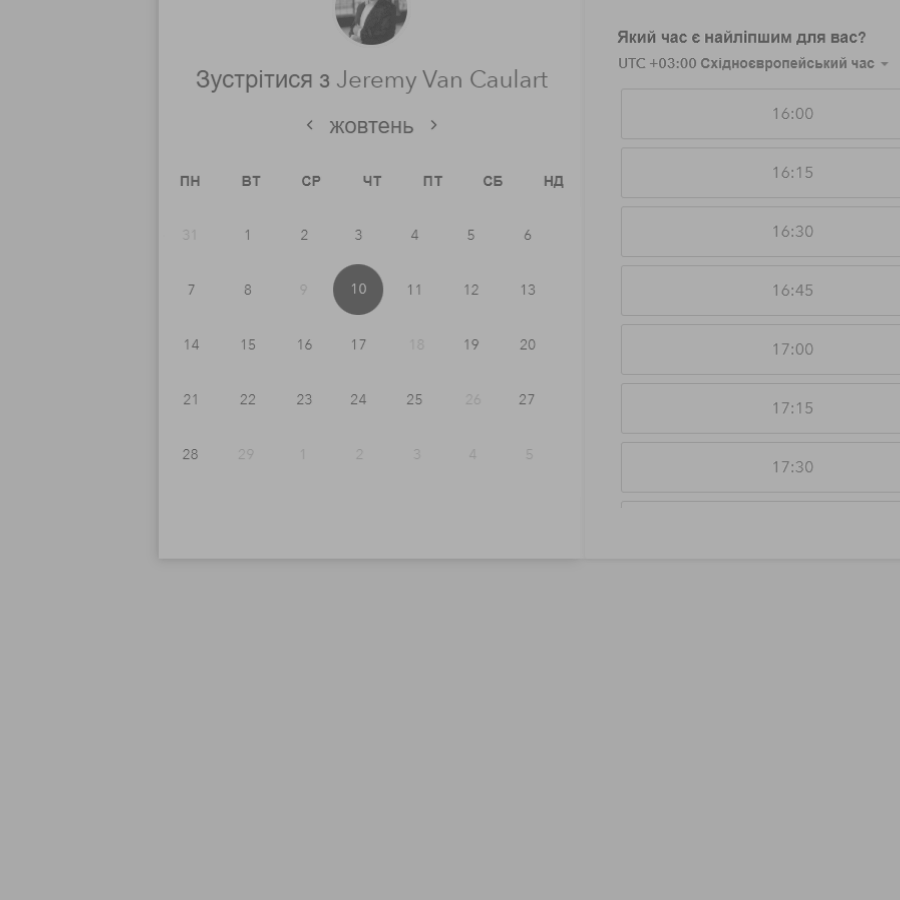 Зустрітися з Jeremy Van Caulart
жовтень
ПН ВТ СР ЧТ ПТ СБ НД
31 1 2 3 4 5 6
7 8 9 10 11 12 13
14 15 16 17 18 19 20
21 22 23 24 25 26 27
28 29 1 2 3 4 5
Який час є найліпшим для вас?
UTC +03:00 Східноєвропейський час
16:00
16:15
16:30
16:45
17:00
17:15
17:30